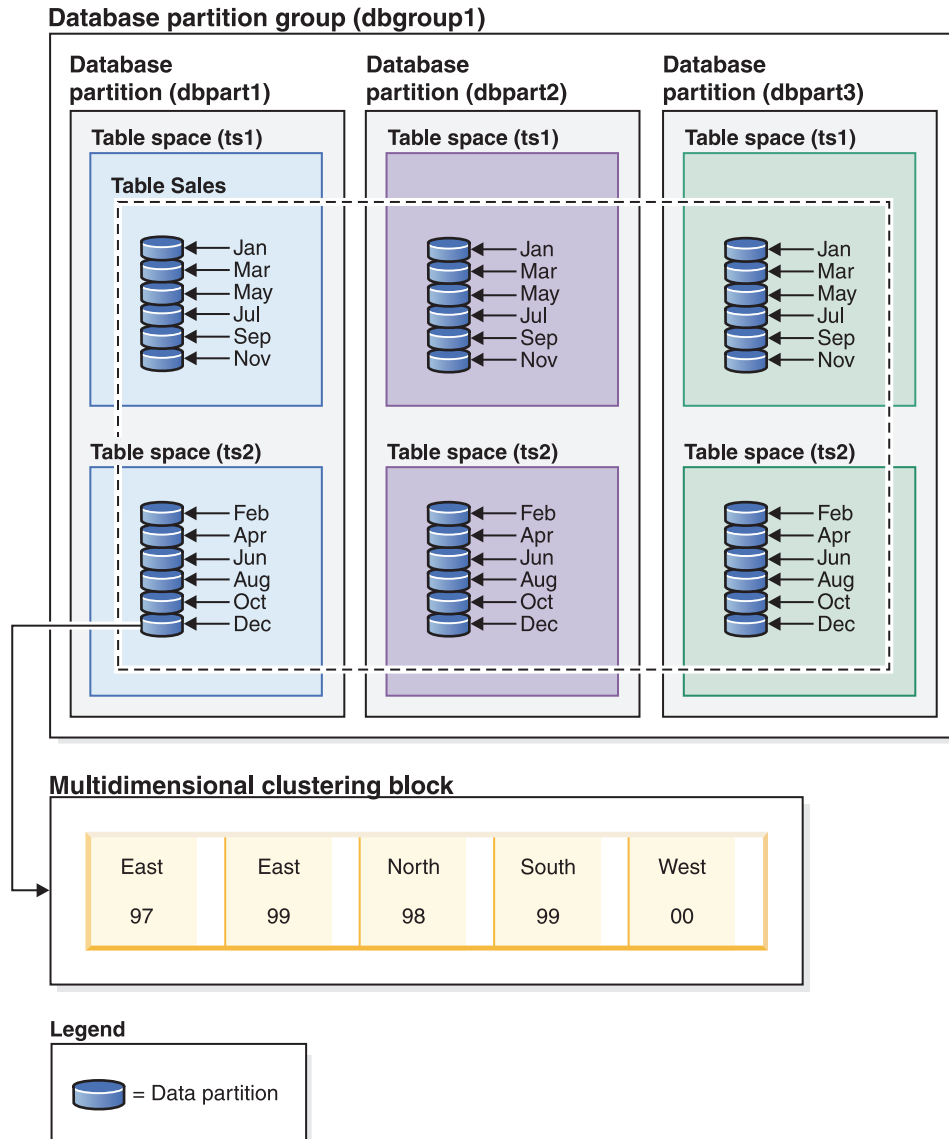 Database partition group (dbgroup1)
Database
partition (dbpart1)
Table space (ts1)
Table Sales
Jan
Mar
May
Jul
Sep
Nov
Table space (ts2)
Feb
Apr
Jun
Aug
Oct
Dec
Database
partition (dbpart2)
Table space (ts1)
Jan
Mar
May
Jul
Sep
Nov
Table space (ts2)
Feb
Apr
Jun
Aug
Oct
Dec
Database
partition (dbpart3)
Table space (ts1)
Jan
Mar
May
Jul
Sep
Nov
Table space (ts2)
Feb
Apr
Jun
Aug
Oct
Dec
Multidimensional clustering block
East
97
East
99
North
98
South
99
West
00
Legend
= Data partition